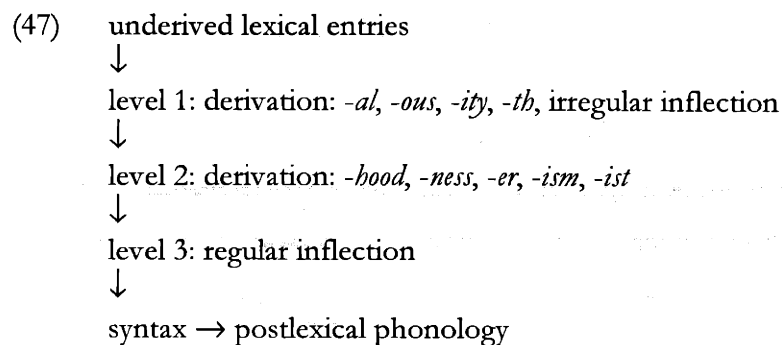 (47) underived lexical entries
↓
level 1: derivation: -al, -ous, -ity, -th, irregular inflection
↓
level 2: derivation: -hood, -ness, -er, -ism, -ist
↓
level 3: regular inflection
↓
syntax → postlexical phonology